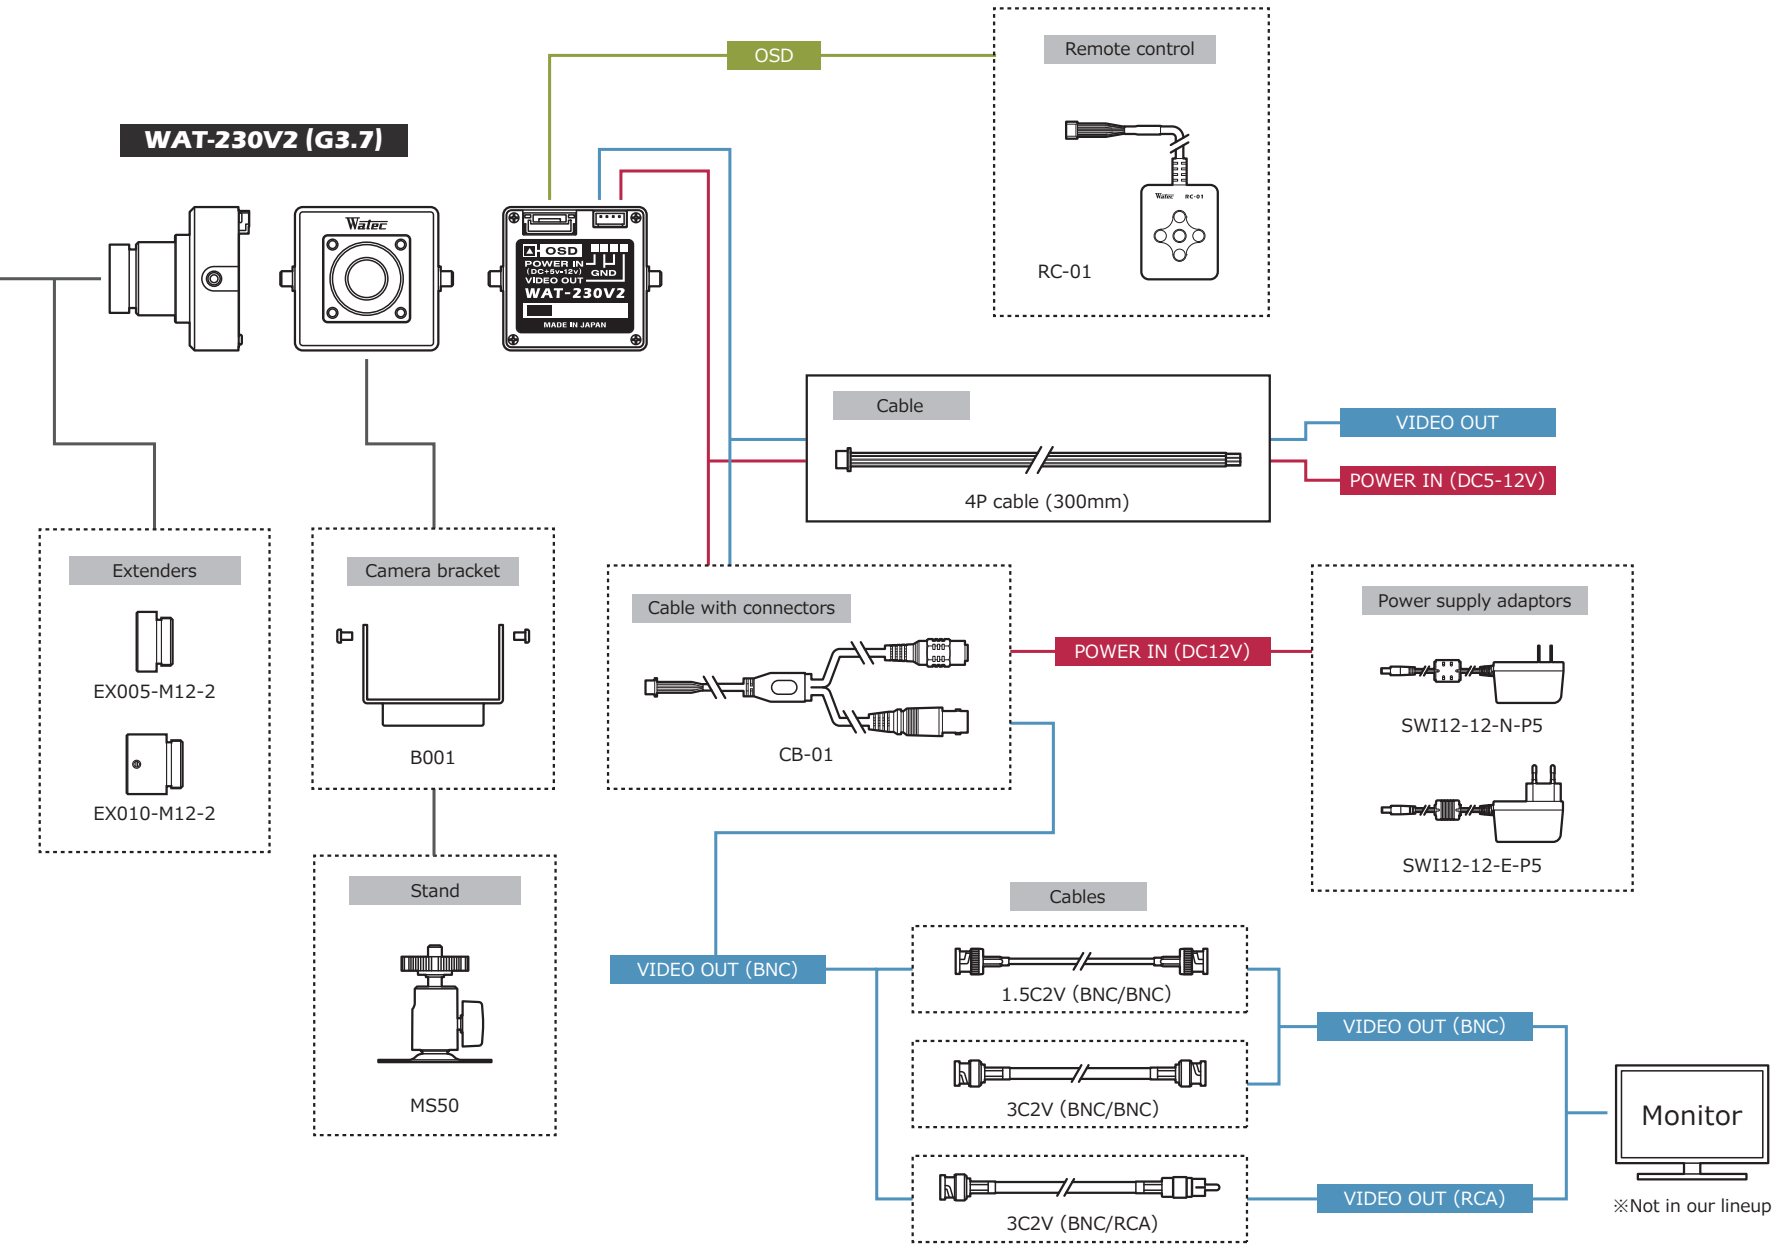 OSD
Remote control
WAT-230V2 (G3.7)
Watec
Watec RC-01
RC-01
OSD
POWER IN
(DC+5v-12v)
GND
VIDEO OUT
WAT-230V2
MADE IN JAPAN
Cable
4P cable (300mm)
VIDEO OUT
POWER IN (DC5-12V)
Extenders
EX005-M12-2
EX010-M12-2
Camera bracket
B001
Cable with connectors
CB-01
POWER IN (DC12V)
Power supply adaptors
SWI12-12-N-P5
SWI12-12-E-P5
Stand
MS50
Cables
VIDEO OUT (BNC)
1.5C2V (BNC/BNC)
3C2V (BNC/BNC)
3C2V (BNC/RCA)
VIDEO OUT (BNC)
VIDEO OUT (RCA)
Monitor
※Not in our lineup